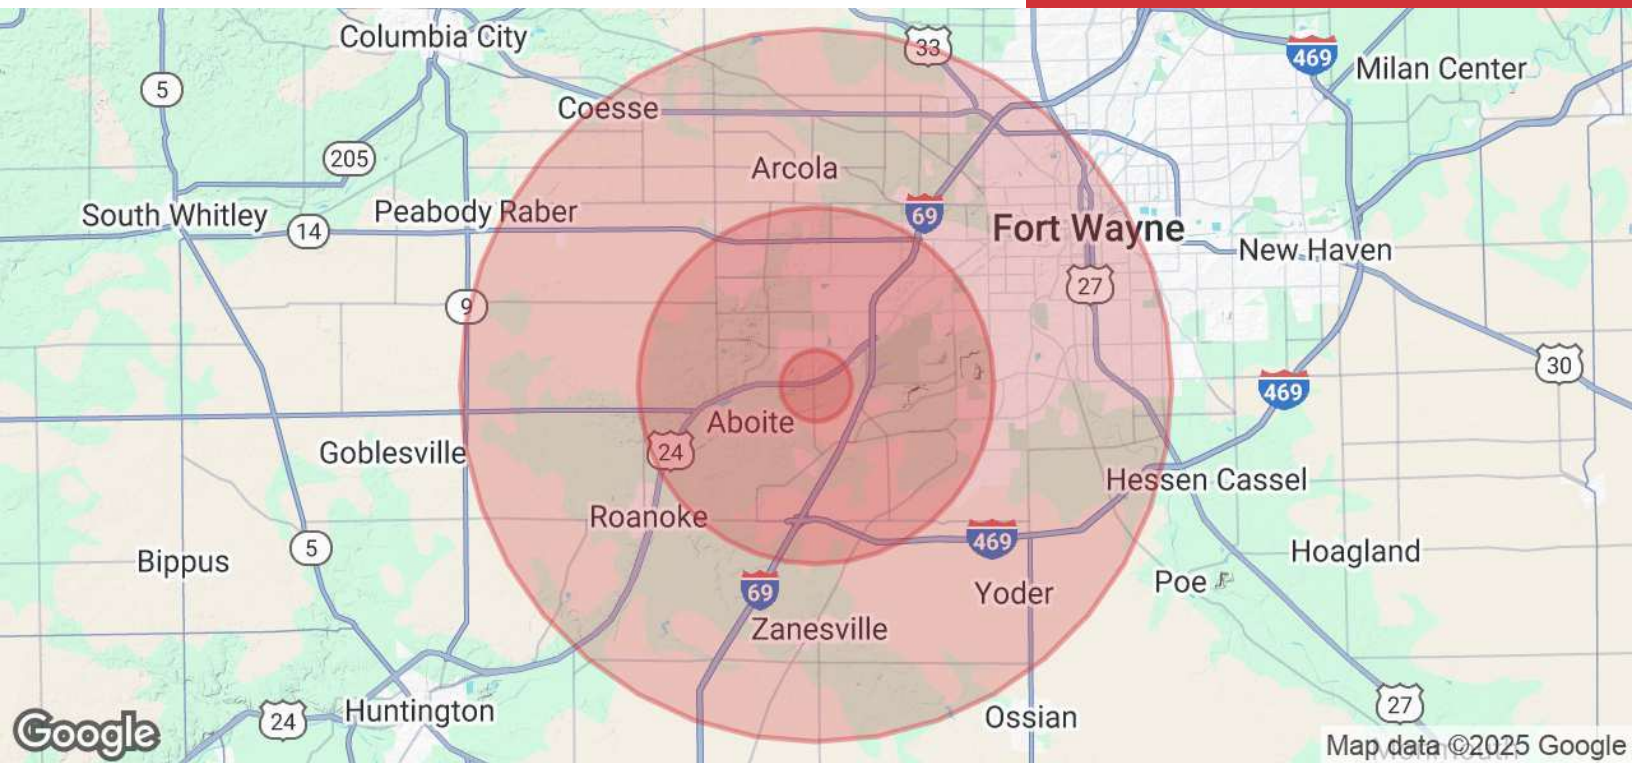 Columbia City
33
469
Milan Center
5
Coesse
205
Arcola
South Whitley
14
Peabody Raber
69
Fort Wayne
New Haven
27
9
30
469
Aboite
24
Goblesville
Hessen Cassel
Roanoke
469
5
Bippus
Hoagland
69
Yoder
Poe
Zanesville
27
24
Huntington
Ossian
Google
Map data ©2025 Google